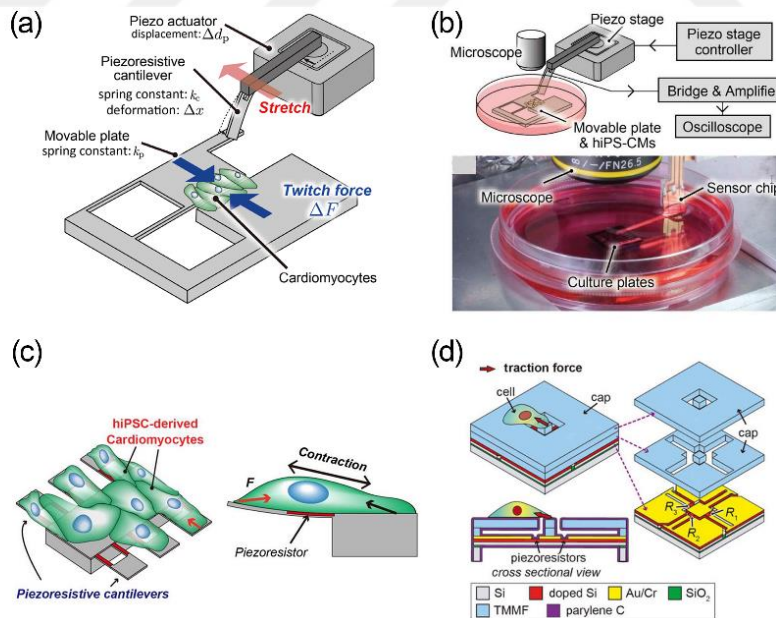 (a)
Piezo actuator
displacement: Δdₚ
Piezoresistive
cantilever
spring constant: k꜀
deformation: Δx
Stretch
Movable plate
spring constant: kₚ
Twitch force
ΔF
Cardiomyocytes
(b)
Piezo stage
Microscope
Piezo stage
controller
Bridge & Amplifie
Oscilloscope
Movable plate
& hiPS-CMs
∞/-/FN26.5
Microscope
Sensor chip
Culture plates
(c)
hiPSC-derived
Cardiomyocytes
Piezoresistive cantilevers
Contraction
F
Piezoresistor
(d)
traction force
cell
cap
cap
R₃
R₁
R₂
piezoresistors
cross sectional view
Si
doped Si
Au/Cr
SiO₂
TMMF
parylene C